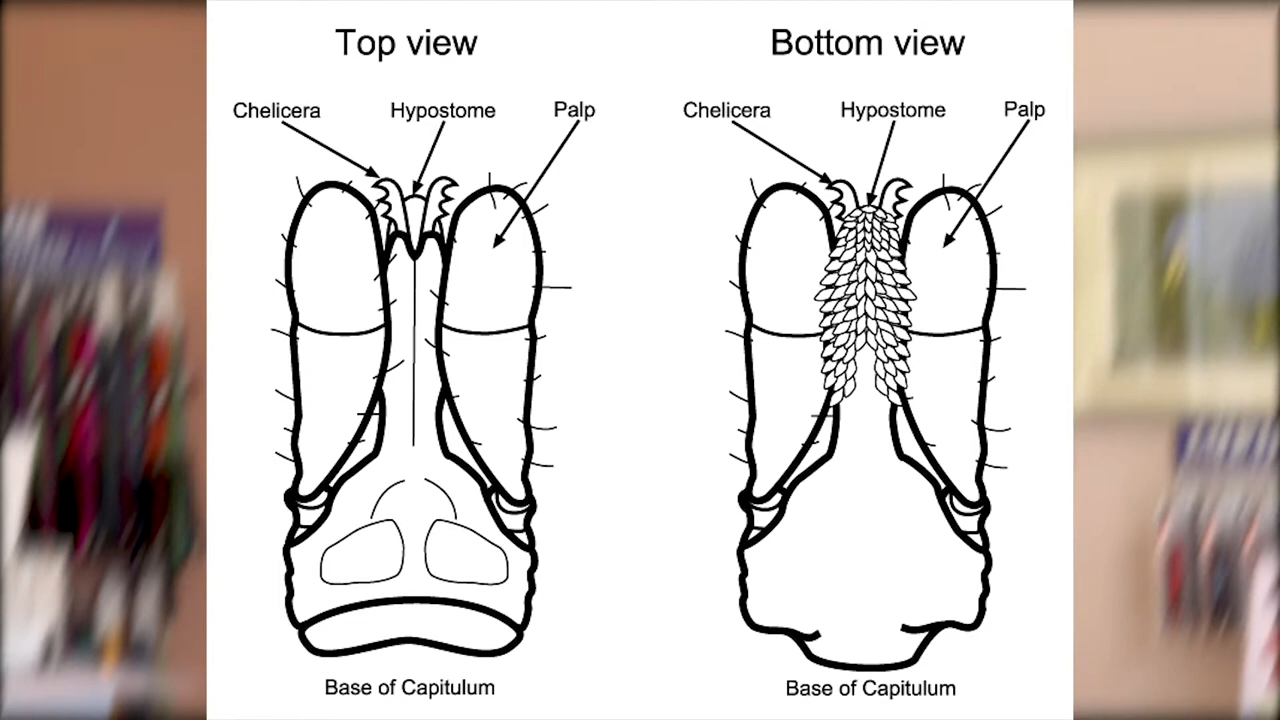 Top view
Chelicera Hypostome Palp
Base of Capitulum
Bottom view
Chelicera Hypostome Palp
Base of Capitulum